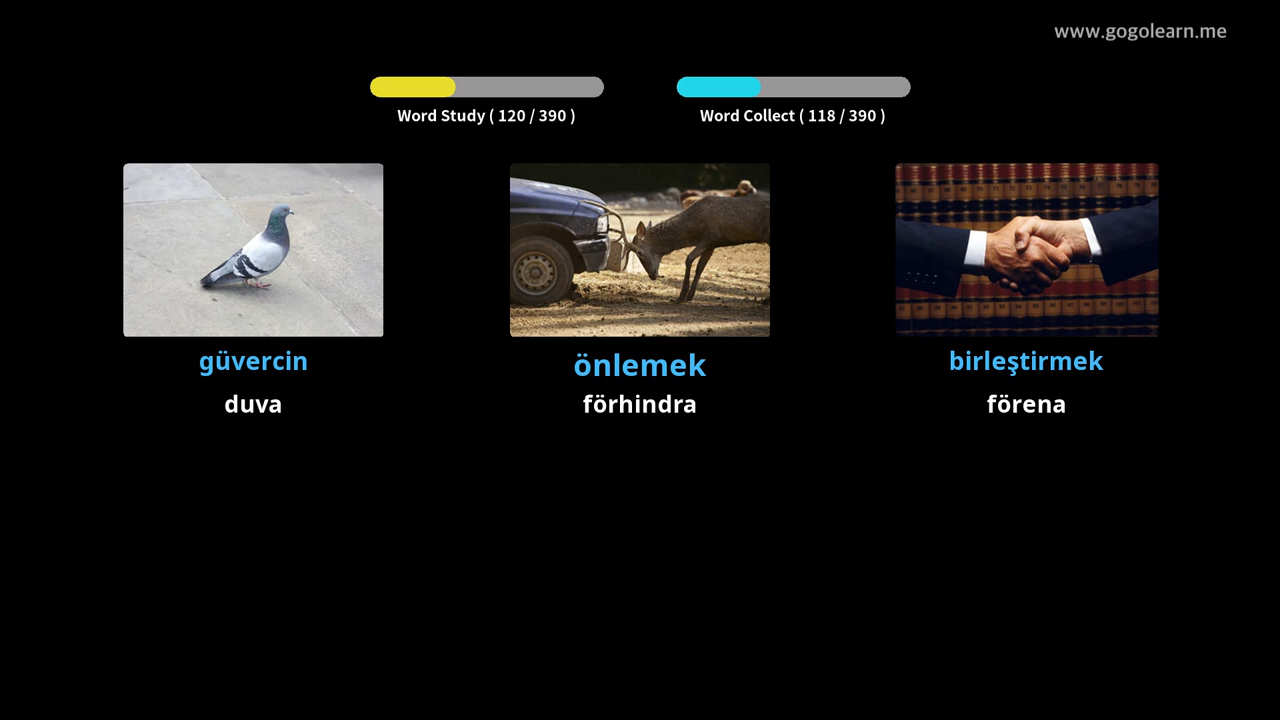 www.gogolearn.me
Word Study ( 120 / 390 )
Word Collect ( 118 / 390 )
güvercin
duva
önlemek
förhindra
birleştirmek
förena